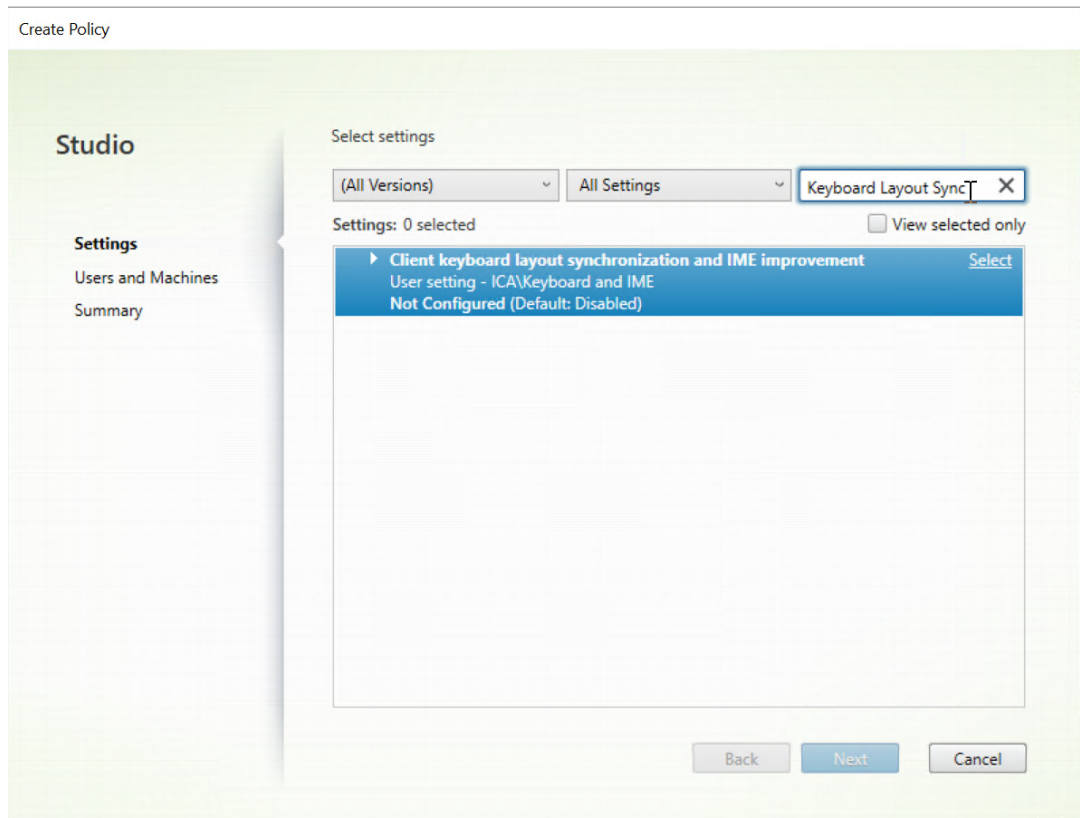 Create Policy
Studio
Settings
Users and Machines
Summary
Select settings
(All Versions)
All Settings
Keyboard Layout Sync
Settings: 0 selected
View selected only
Client keyboard layout synchronization and IME improvement
Select
User setting - ICA\Keyboard and IME
Not Configured (Default: Disabled)
Back
Next
Cancel